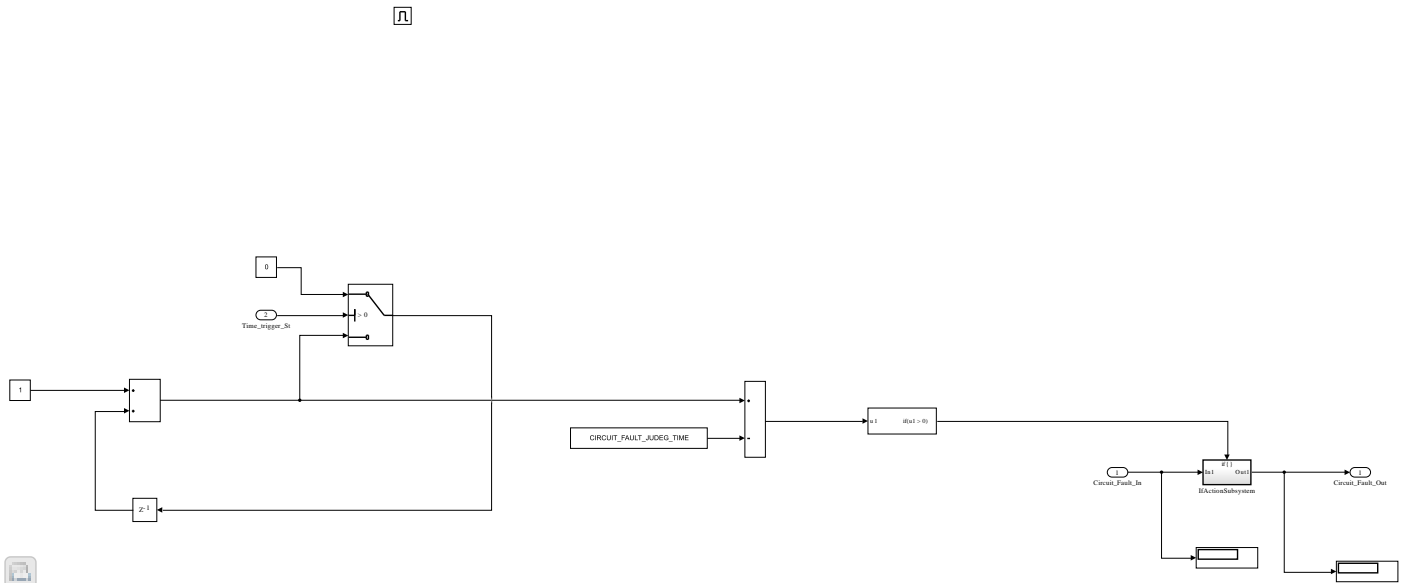 0
2
> 0
Time_trigger_St
1
+
+
+
CIRCUIT_FAULT_JUDEG_TIME
-
u1 if(u1 > 0)
if { }
1
In1 Out1
1
Circuit_Fault_In
IfActionSubsystem
Circuit_Fault_Out
Z-1